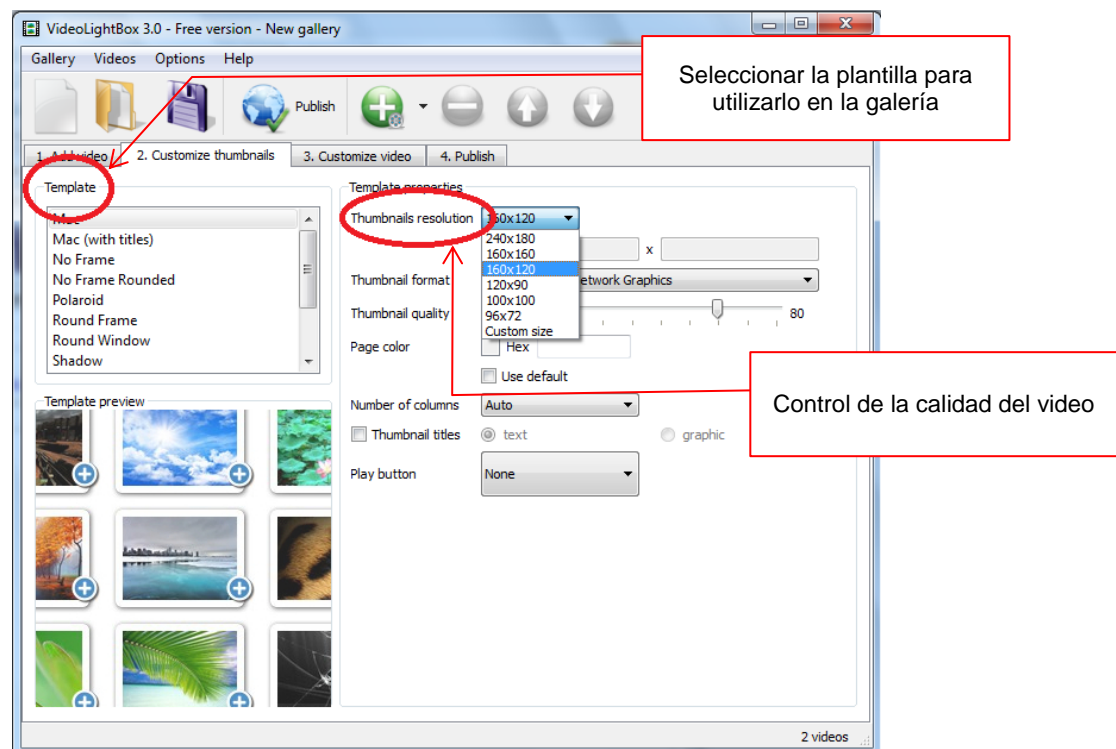 VideoLightBox 3.0 - Free version - New gallery
Gallery Videos Options Help
Seleccionar la plantilla para
utilizarlo en la galería
Publish
1. Add video 2. Customize thumbnails 3. Customize video 4. Publish
Template
Mac
Mac (with titles)
No Frame
No Frame Rounded
Polaroid
Round Frame
Round Window
Shadow
Template preview
Template properties
Thumbnails resolution 160x120
240x180
160x160
160x120
120x90
100x100
96x72
Custom size
x
Thumbnail format etwork Graphics
Thumbnail quality 80
Page color Hex
Use default
Number of columns Auto
Thumbnail titles text graphic
Play button None
Control de la calidad del video
2 videos